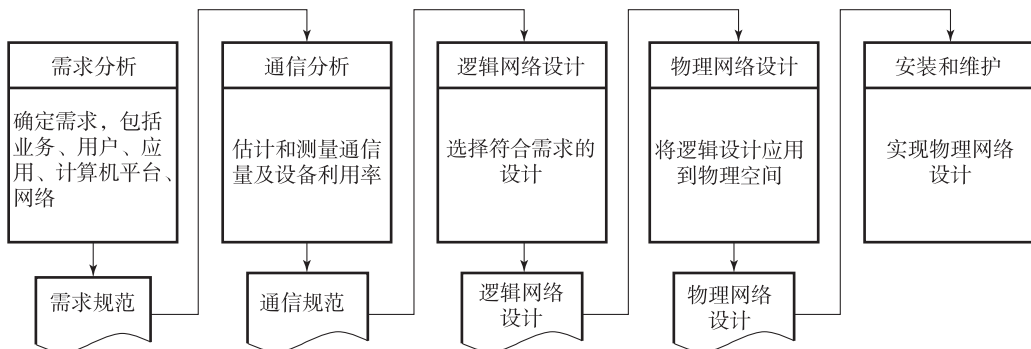 需求分析
确定需求，包括
业务、用户、应
用、计算机平台、
网络
需求规范
通信分析
估计和测量通信
量及设备利用率
通信规范
逻辑网络设计
选择符合需求的
设计
逻辑网络
设计
物理网络设计
将逻辑设计应用
到物理空间
物理网络
设计
安装和维护
实现物理网络
设计